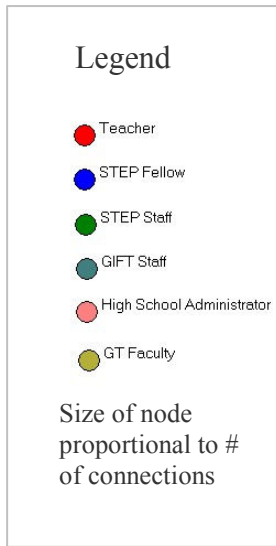 Legend
Teacher
STEP Fellow
STEP Staff
GIFT Staff
High School Administrator
GT Faculty
Size of node
proportional to #
of connections